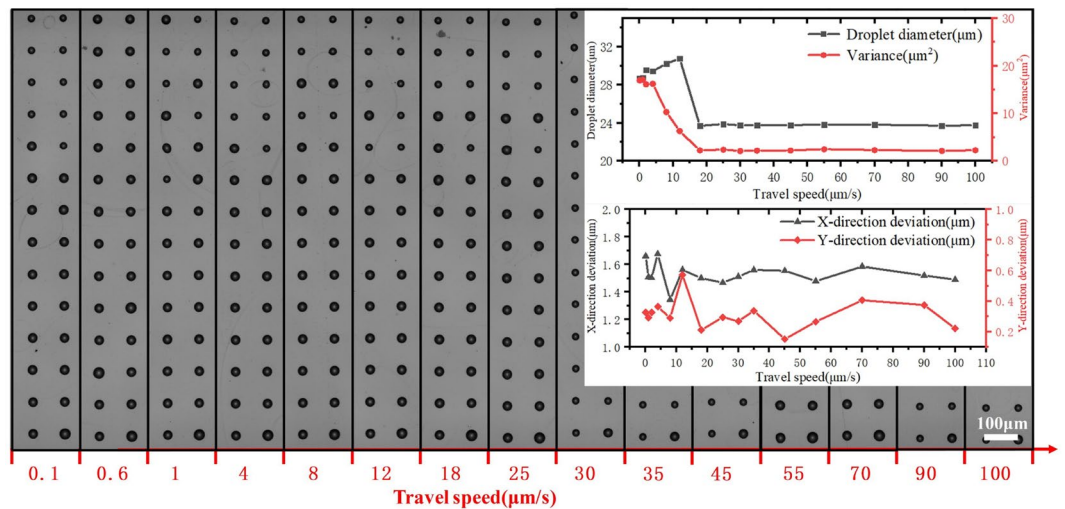 Droplet diameter(μm)
Variance(μm²)
Droplet diameter(μm)
32
28
24
20
30
20
10
0
Variance(μm²)
0 10 20 30 40 50 60 70 80 90 100
Travel speed(μm/s)
X-direction deviation(μm)
Y-direction deviation(μm)
X-direction deviation(μm)
2.0
1.8
1.6
1.4
1.2
1.0
1.0
0.8
0.6
0.4
0.2
Y-direction deviation(μm)
0 10 20 30 40 50 60 70 80 90 100 110
Travel speed(μm/s)
100μm
0.1 0.6 1 4 8 12 18 25 30 35 45 55 70 90 100
Travel speed(μm/s)